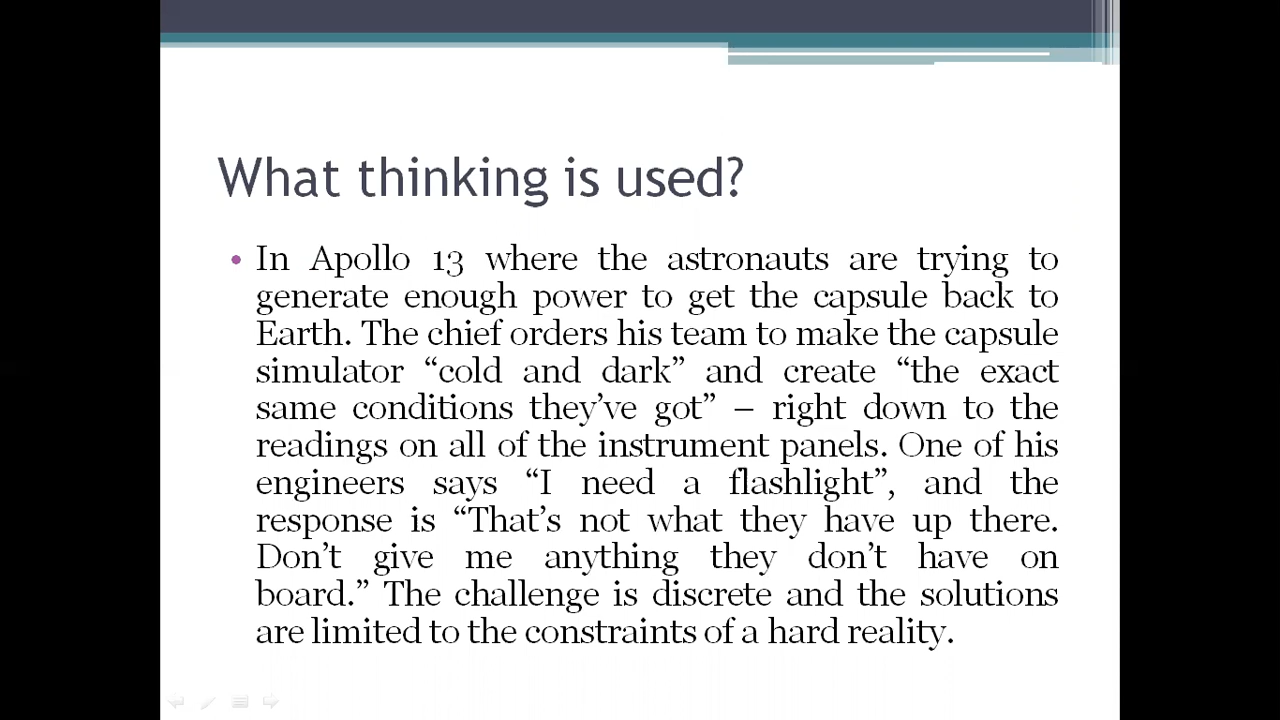 What thinking is used?
• In Apollo 13 where the astronauts are trying to
generate enough power to get the capsule back to
Earth. The chief orders his team to make the capsule
simulator “cold and dark” and create “the exact
same conditions they’ve got” – right down to the
readings on all of the instrument panels. One of his
engineers says “I need a flashlight”, and the
response is “That’s not what they have up there.
Don’t give me anything they don’t have on
board.” The challenge is discrete and the solutions
are limited to the constraints of a hard reality.